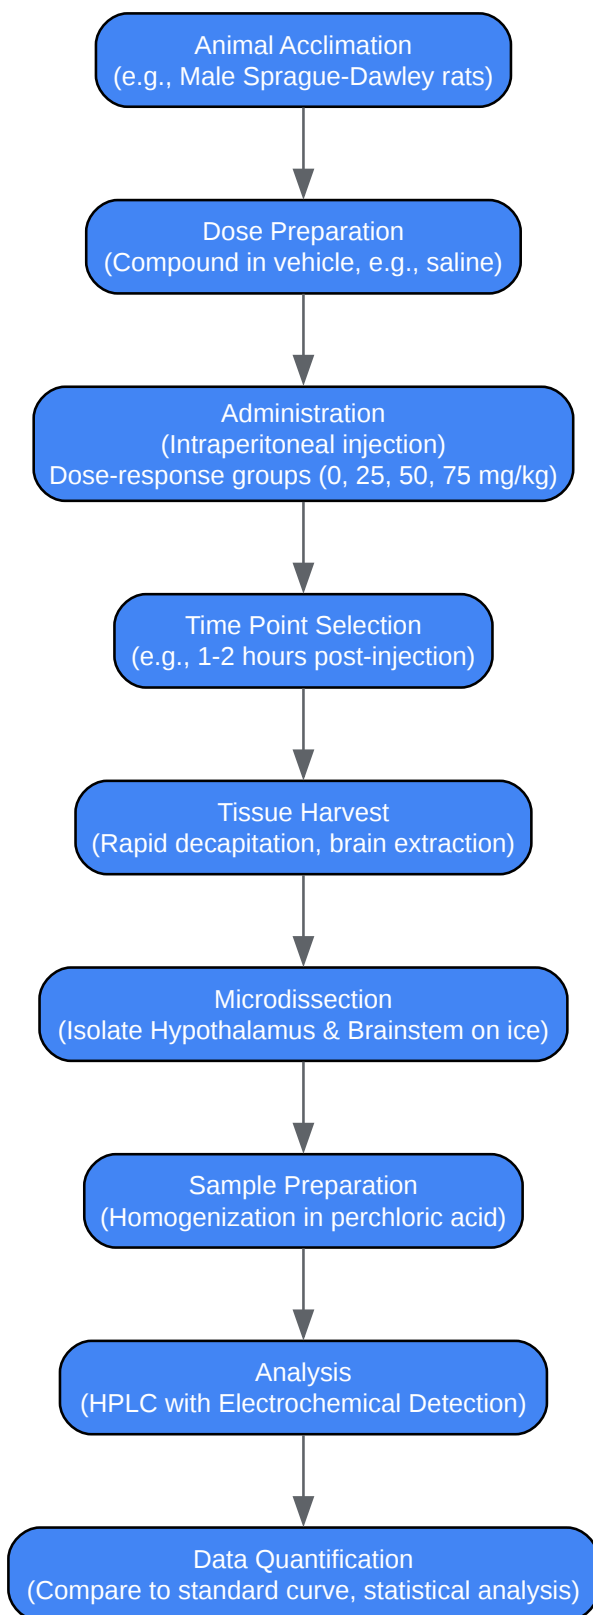 Animal Acclimation
(e.g., Male Sprague-Dawley rats)
Dose Preparation
(Compound in vehicle, e.g., saline)
Administration
(Intraperitoneal injection)
Dose-response groups (0, 25, 50, 75 mg/kg)
Time Point Selection
(e.g., 1-2 hours post-injection)
Tissue Harvest
(Rapid decapitation, brain extraction)
Microdissection
(Isolate Hypothalamus & Brainstem on ice)
Sample Preparation
(Homogenization in perchloric acid)
Analysis
(HPLC with Electrochemical Detection)
Data Quantification
(Compare to standard curve, statistical analysis)